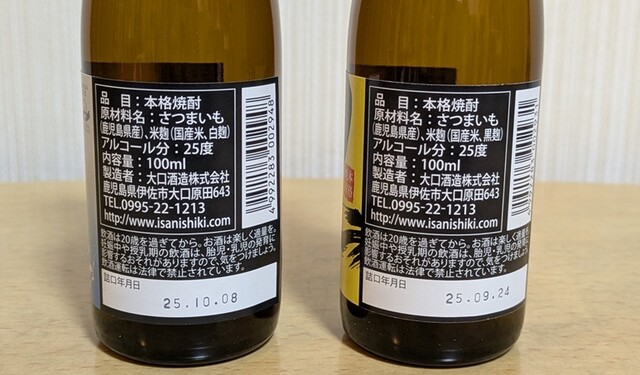 品 目：本格焼酎
原材料名：さつまいも
(鹿児島県産)、米麹(国産米、白麹)
アルコール分：25度
内容量：100ml
製造者：大口酒造株式会社
鹿児島県伊佐市大口原田643
TEL.0995-22-1213
http://www.isanishiki.com
飲酒は20歳を過ぎてから。お酒は楽しく適量を。
妊娠中や授乳期の飲酒は、胎児・乳児の発育に
影響するおそれがありますので、気をつけましょう。
飲酒運転は法律で禁止されています。
詰口年月日
25.10.08
4 992283 002948
品 目：本格焼酎
原材料名：さつまいも
(鹿児島県産)、米麹(国産米、黒麹)
アルコール分：25度
内容量：100ml
製造者：大口酒造株式会社
鹿児島県伊佐市大口原田643
TEL.0995-22-1213
http://www.isanishiki.com
飲酒は20歳を過ぎてから。お酒は楽しく適量を。
妊娠中や授乳期の飲酒は、胎児・乳児の発育に
影響するおそれがありますので、気をつけましょう。
飲酒運転は法律で禁止されています。
詰口年月日
25.09.24